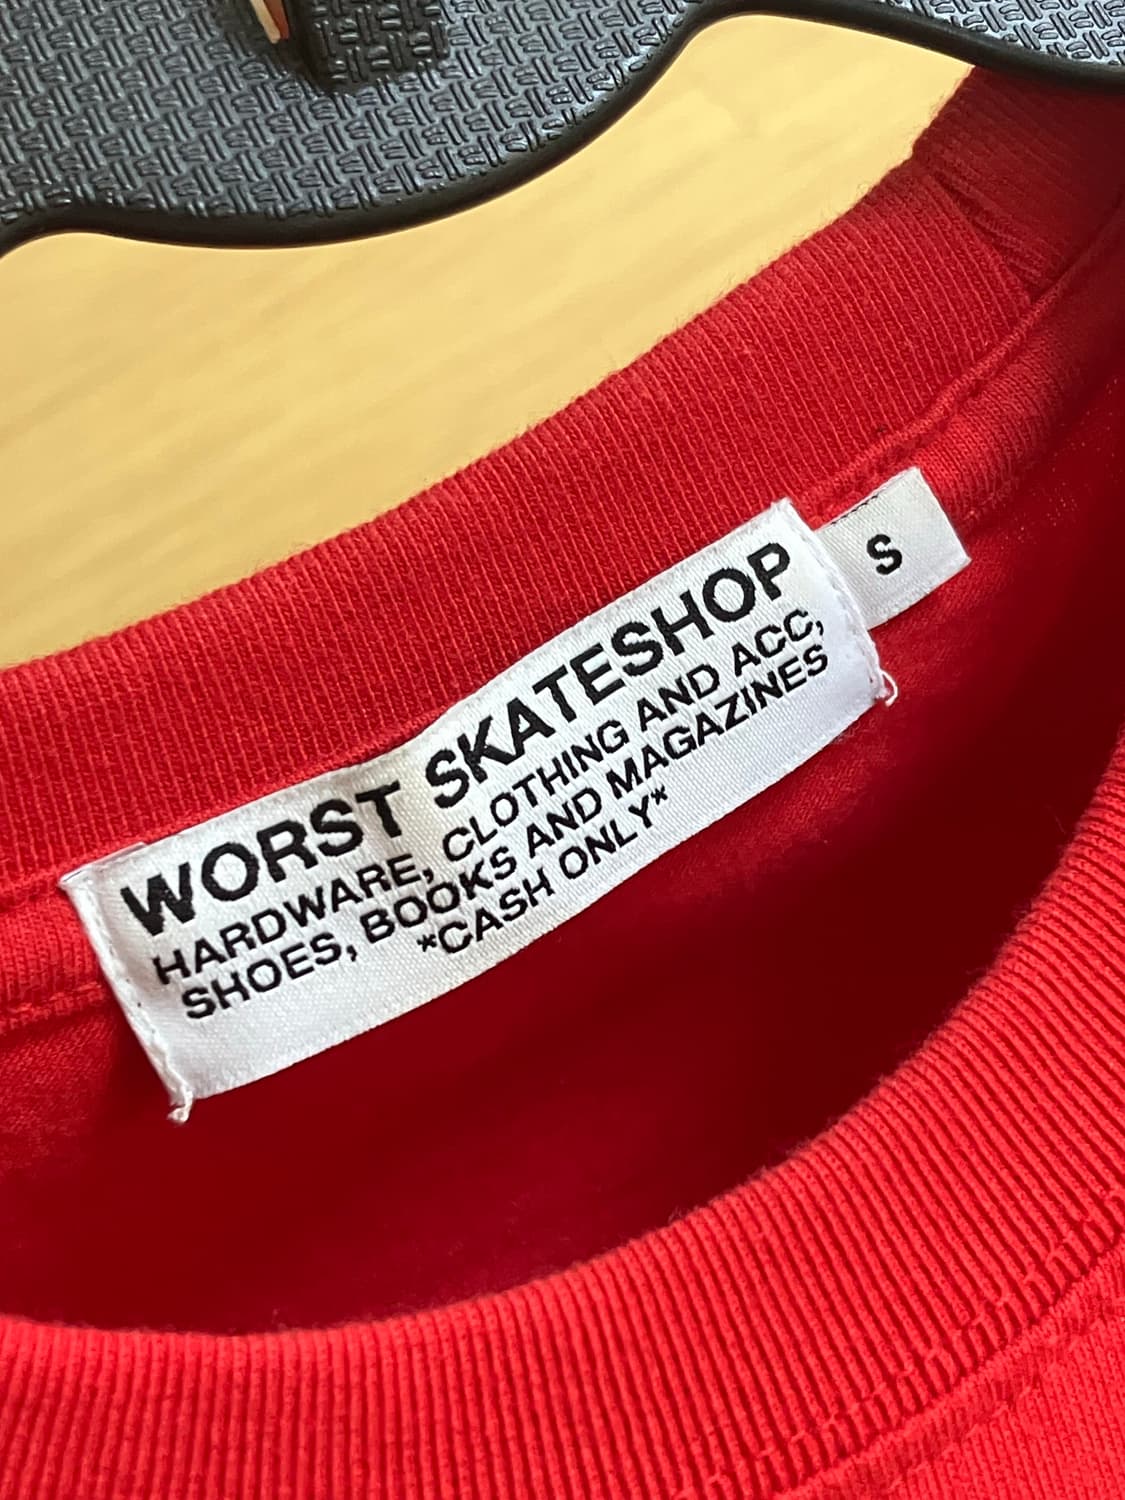 WORST SKATESHOP
HARDWARE, CLOTHING AND ACC,
SHOES, BOOKS AND MAGAZINES
*CASH ONLY*
S